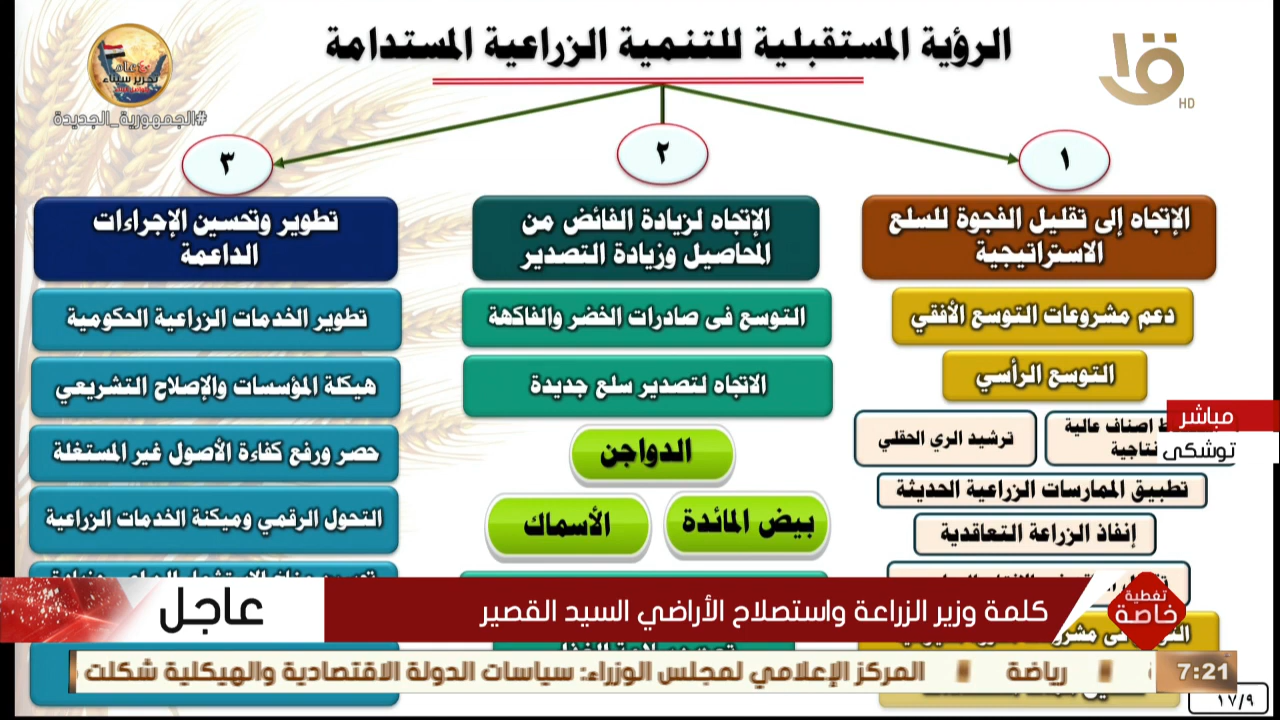 الرؤية المستقبلية للتنمية الزراعية المستدامة
HD
#الجمهورية_الجديدة
١
٢
٣
الإتجاه إلى تقليل الفجوة للسلع
الاستراتيجية
دعم مشروعات التوسع الأفقي
التوسع الرأسي
اصناف عالية
ترشيد الري الحقلي
تطبيق الممارسات الزراعية الحديثة
إنفاذ الزراعة التعاقدية
الإتجاه لزيادة الفائض من
المحاصيل وزيادة التصدير
التوسع فى صادرات الخضر والفاكهة
الاتجاه لتصدير سلع جديدة
الدواجن
بيض المائدة
الأسماك
تطوير وتحسين الإجراءات
الداعمة
تطوير الخدمات الزراعية الحكومية
هيكلة المؤسسات والإصلاح التشريعي
حصر ورفع كفاءة الأصول غير المستغلة
التحول الرقمي وميكنة الخدمات الزراعية
مباشر
توشكى
تغطية
خاصة
كلمة وزير الزراعة واستصلاح الأراضي السيد القصير
عاجل
7:21
رياضة
المركز الإعلامي لمجلس الوزراء: سياسات الدولة الاقتصادية والهيكلية شكلت
١٧/٩